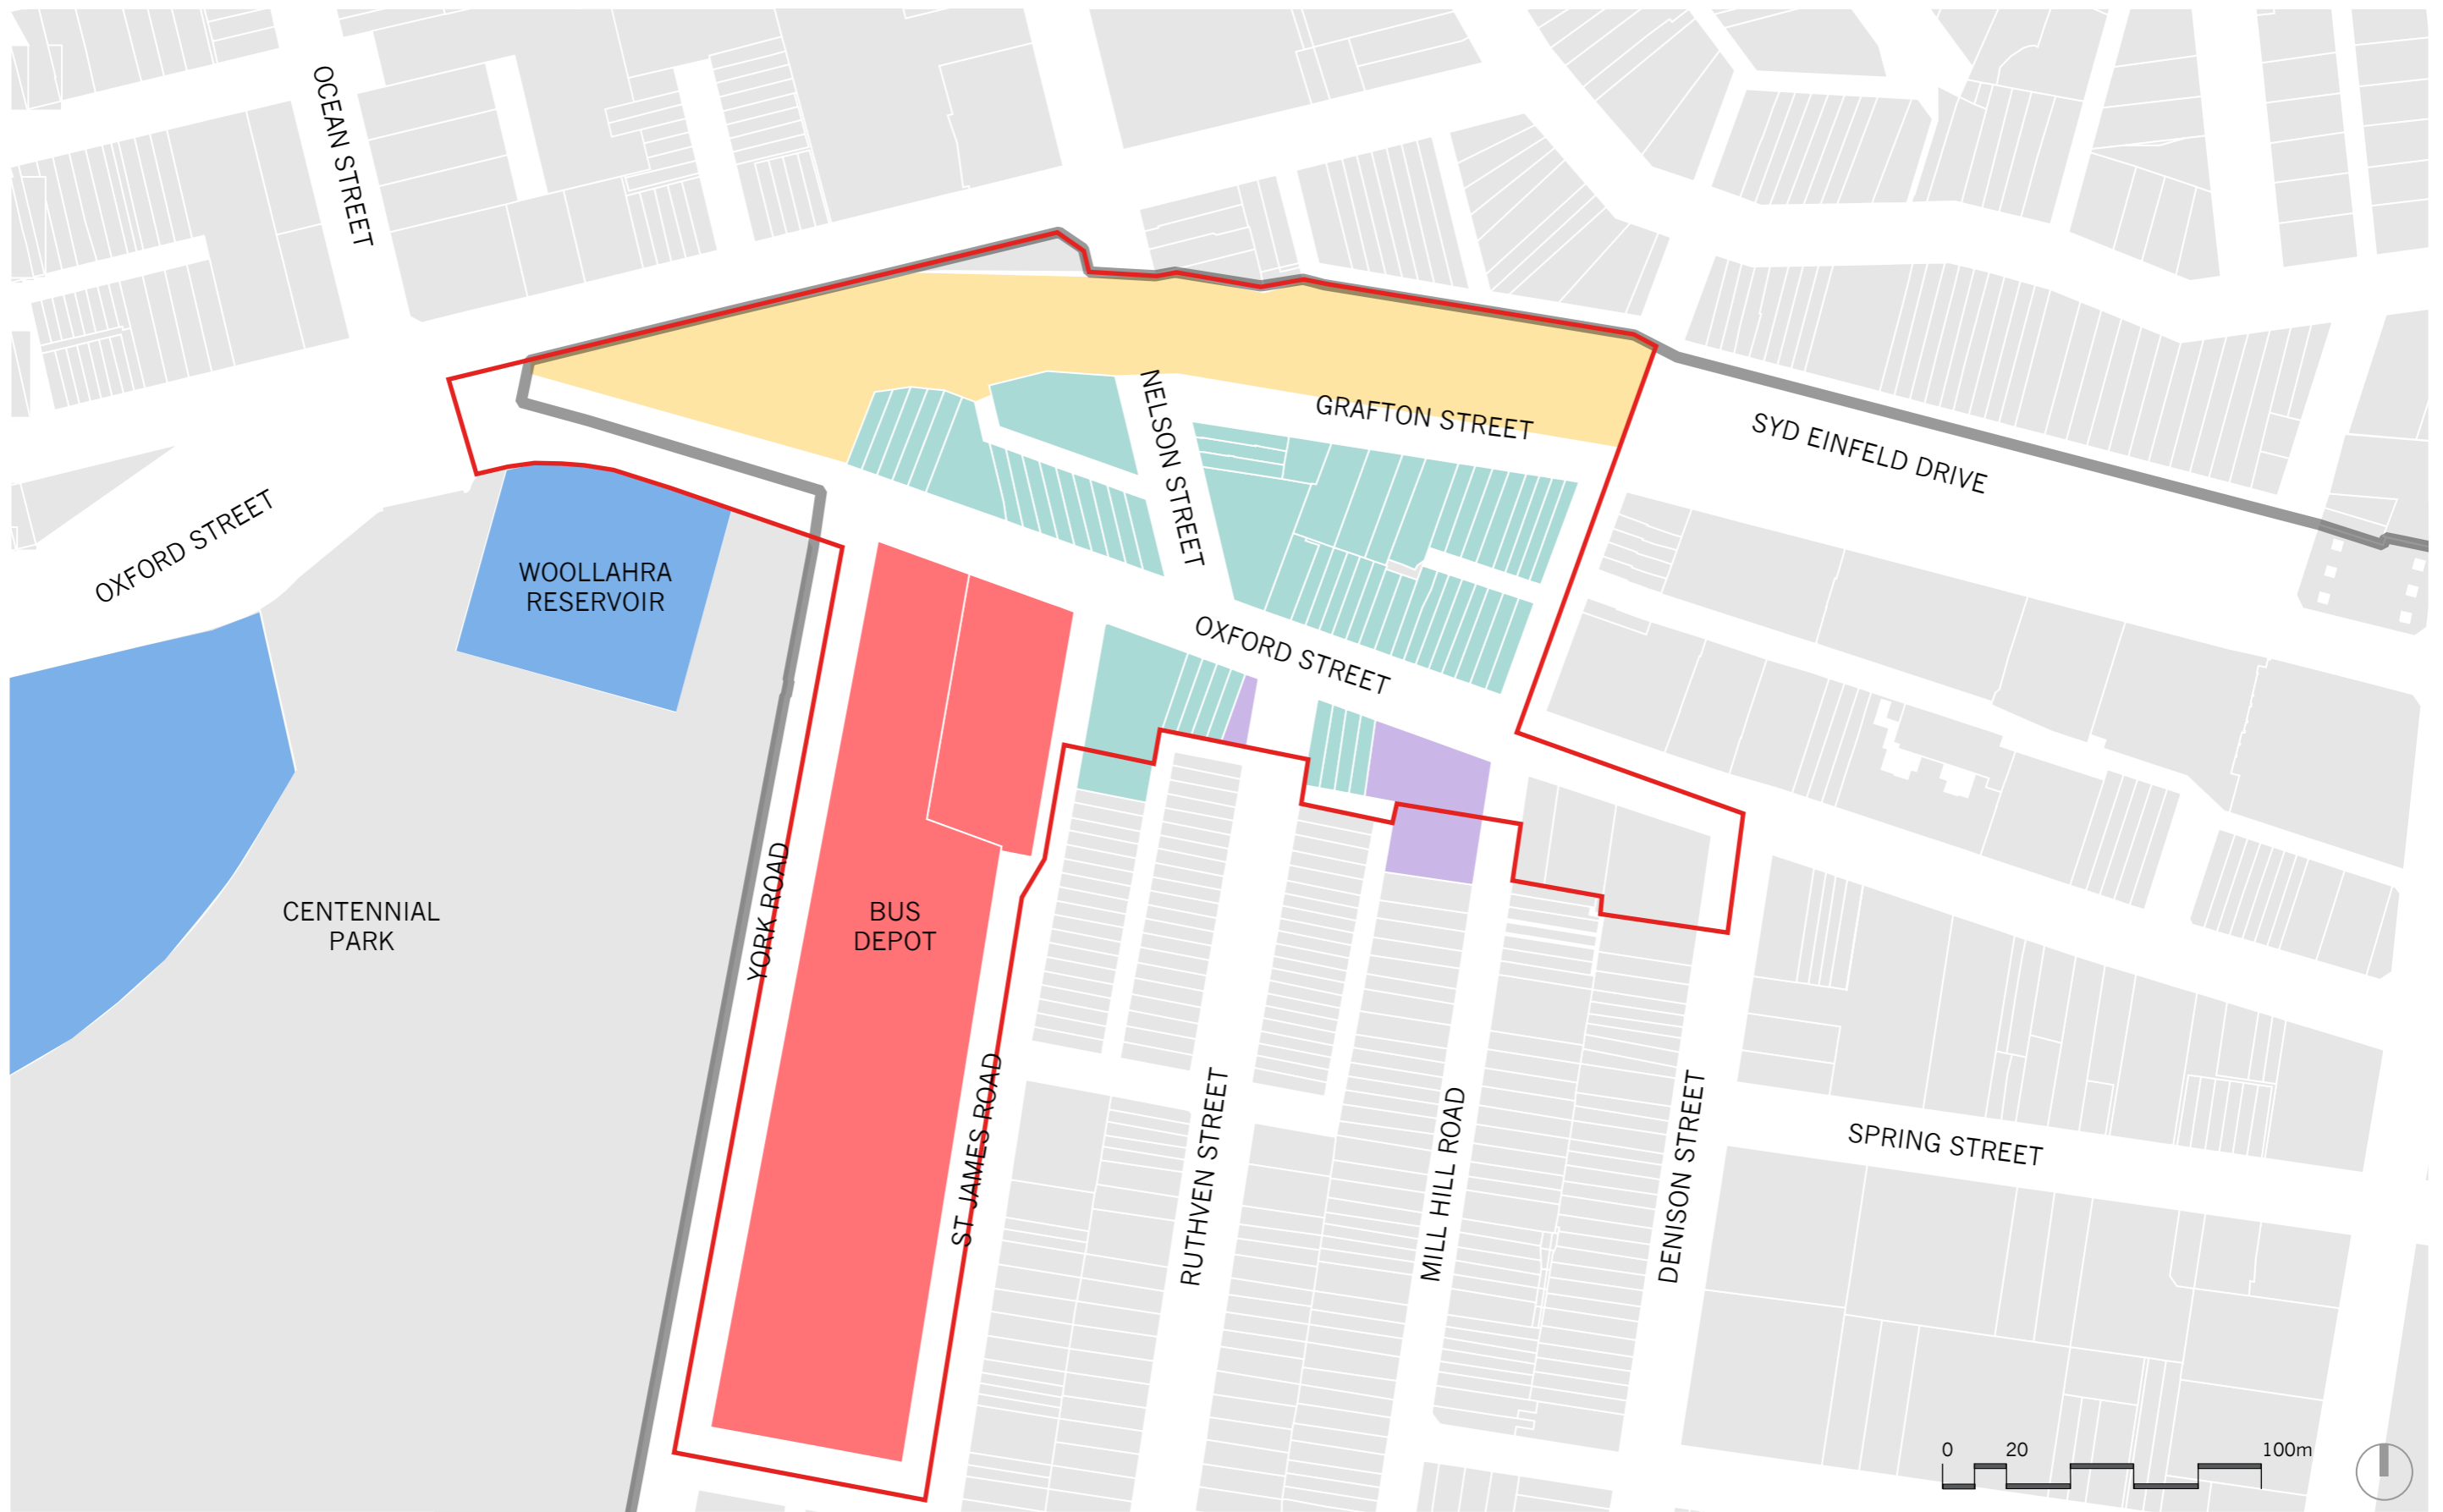 OCEAN STREET
NELSON STREET
GRAFTON STREET
SYD EINFELD DRIVE
OXFORD STREET
WOOLLAHRA
RESERVOIR
OXFORD STREET
CENTENNIAL
PARK
YORK ROAD
BUS
DEPOT
ST JAMES ROAD
RUTHVEN STREET
MILL HILL ROAD
DENISON STREET
SPRING STREET
0 20 100m